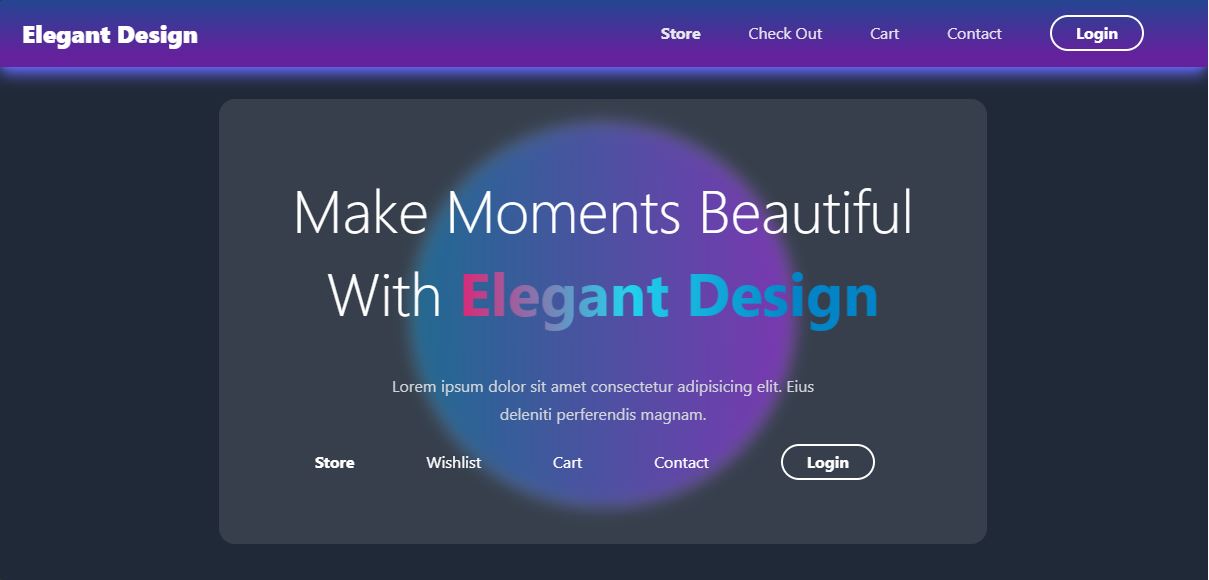 Elegant Design Store Check Out Cart Contact Login
Make Moments Beautiful
With Elegant Design
Lorem ipsum dolor sit amet consectetur adipisicing elit. Eius
deleniti perferendis magnam.
Store Wishlist Cart Contact Login